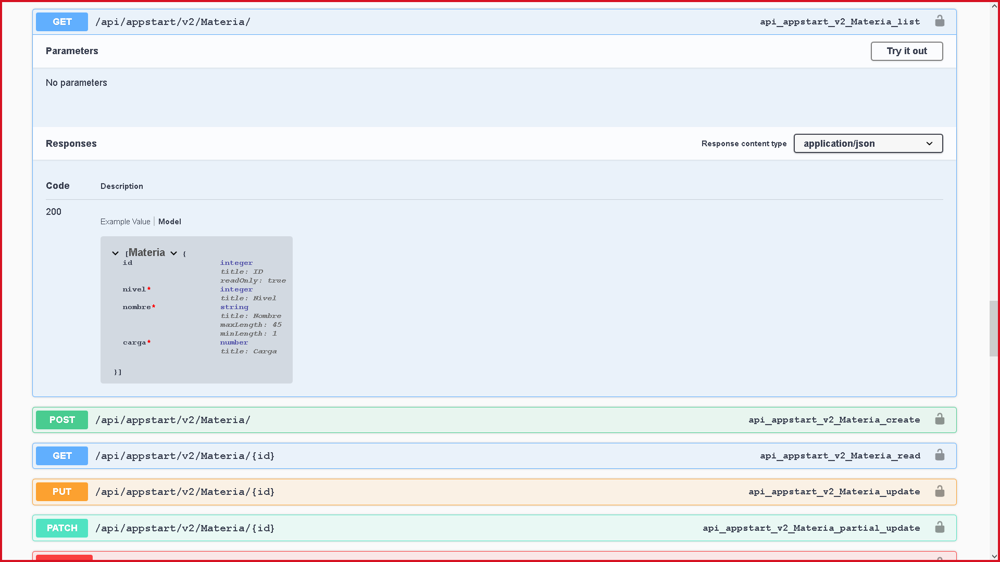 GET /api/appstart/v2/Materia/ api_appstart_v2_Materia_list
Parameters Try it out
No parameters
Responses Response content type application/json
Code Description
200
Example Value Model
[Materia {
id integer
title: ID
readOnly: true
nivel* integer
title: Nivel
nombre* string
title: Nombre
maxLength: 45
minLength: 1
carga* number
title: Carga
}]
POST /api/appstart/v2/Materia/ api_appstart_v2_Materia_create
GET /api/appstart/v2/Materia/{id} api_appstart_v2_Materia_read
PUT /api/appstart/v2/Materia/{id} api_appstart_v2_Materia_update
PATCH /api/appstart/v2/Materia/{id} api_appstart_v2_Materia_partial_update